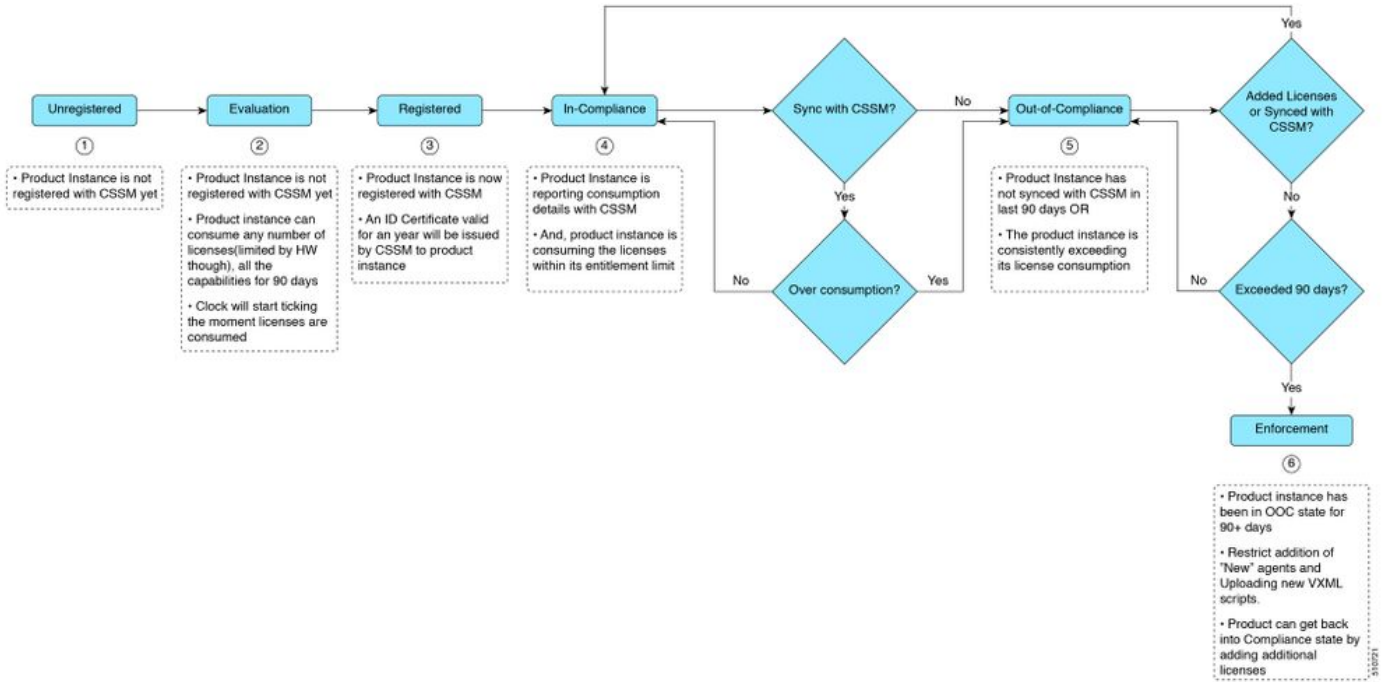 Yes
Unregistered
Evaluation
Registered
In-Compliance
Sync with CSSM?
No
Out-of-Compliance
Added Licenses
or Synced with
CSSM?
1
• Product Instance is not
registered with CSSM yet
2
• Product Instance is not
registered with CSSM yet
• Product instance can
consume any number of
licenses(limited by HW
though), all the
capabilities for 90 days
• Clock will start ticking
the moment licenses are
consumed
3
• Product Instance is now
registered with CSSM
• An ID Certificate valid
for an year will be issued
by CSSM to product
instance
4
• Product Instance is
reporting consumption
details with CSSM
• And, product instance is
consuming the licenses
within its entitlement limit
Yes
No
Over consumption?
Yes
5
• Product Instance has
not synced with CSSM in
last 90 days OR
• The product instance is
consistently exceeding
its license consumption
No
No
Exceeded 90 days?
Yes
Enforcement
6
• Product instance has
been in OOC state for
90+ days
• Restrict addition of
"New" agents and
Uploading new VXML
scripts.
• Product can get back
into Compliance state by
adding additional
licenses
510721